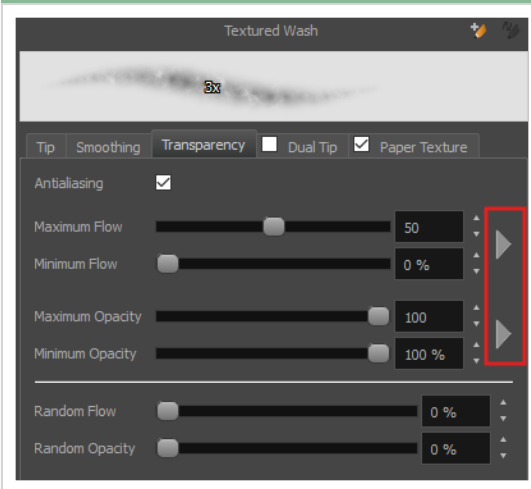 Textured Wash
3x
Tip Smoothing Transparency Dual Tip Paper Texture
Antialiasing
Maximum Flow 50
Minimum Flow 0 %
Maximum Opacity 100
Minimum Opacity 100 %
Random Flow 0 %
Random Opacity 0 %